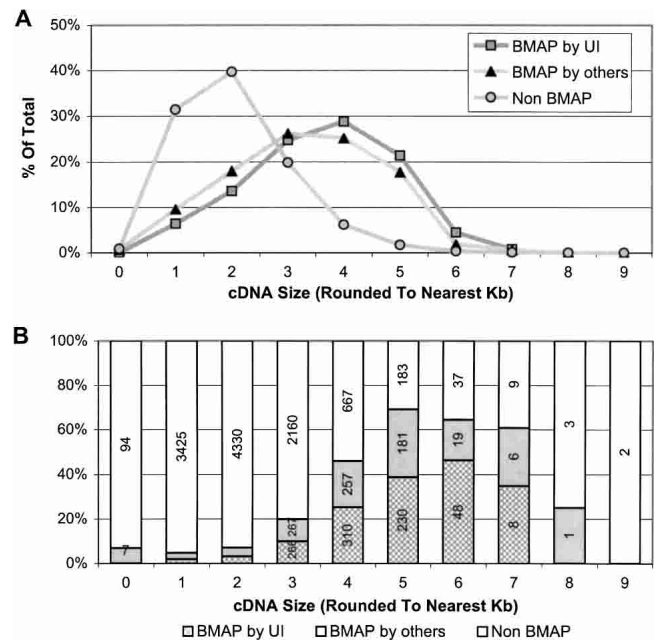 A
50%
40%
30%
20%
10%
0%
% Of Total
BMAP by UI
BMAP by others
Non BMAP
0 1 2 3 4 5 6 7 8 9
cDNA Size (Rounded To Nearest Kb)
B
100%
80%
60%
40%
20%
0%
94 3425 4330 2160 667 183 37 9 3 2
7 267 257 181 19 6 1
266 310 230 48 8
0 1 2 3 4 5 6 7 8 9
cDNA Size (Rounded To Nearest Kb)
BMAP by UI BMAP by others Non BMAP